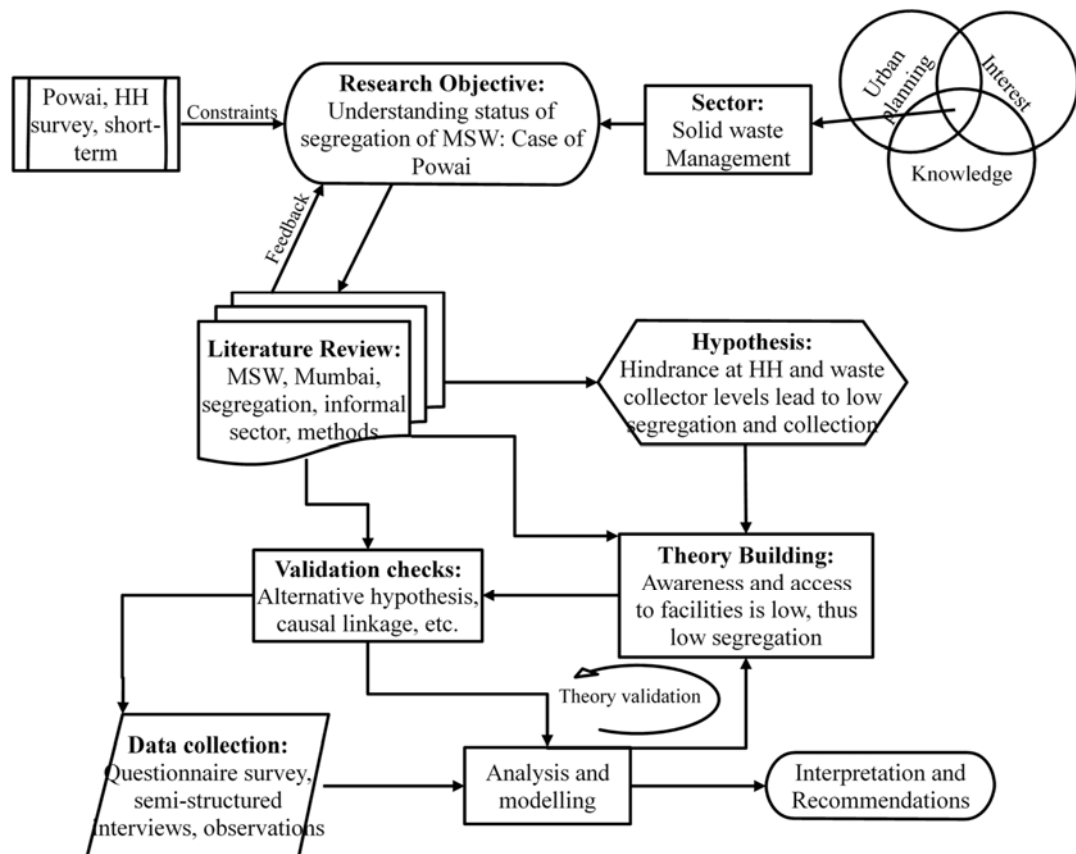 Powai, HH
survey, short-
term
Constraints
Research Objective:
Understanding status of
segregation of MSW: Case of
Powai
Sector:
Solid waste
Management
Urban
planning
Interest
Knowledge
Feedback
Literature Review:
MSW, Mumbai,
segregation, informal
sector, methods
Hypothesis:
Hindrance at HH and waste
collector levels lead to low
segregation and collection
Validation checks:
Alternative hypothesis,
causal linkage, etc.
Theory Building:
Awareness and access
to facilities is low, thus
low segregation
Theory validation
Data collection:
Questionnaire survey,
semi-structured
interviews, observations
Analysis and
modelling
Interpretation and
Recommendations